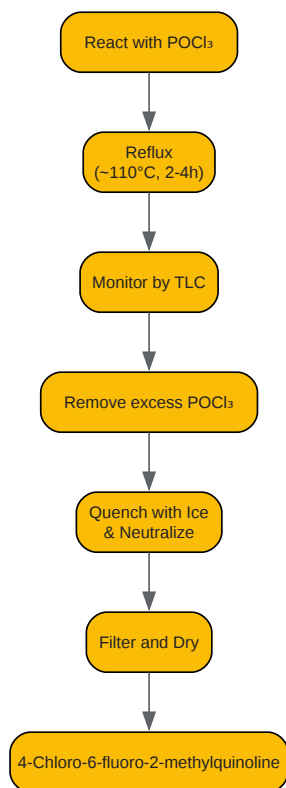 React with POCl₃
Reflux
(~110°C, 2-4h)
Monitor by TLC
Remove excess POCl₃
Quench with Ice
& Neutralize
Filter and Dry
4-Chloro-6-fluoro-2-methylquinoline